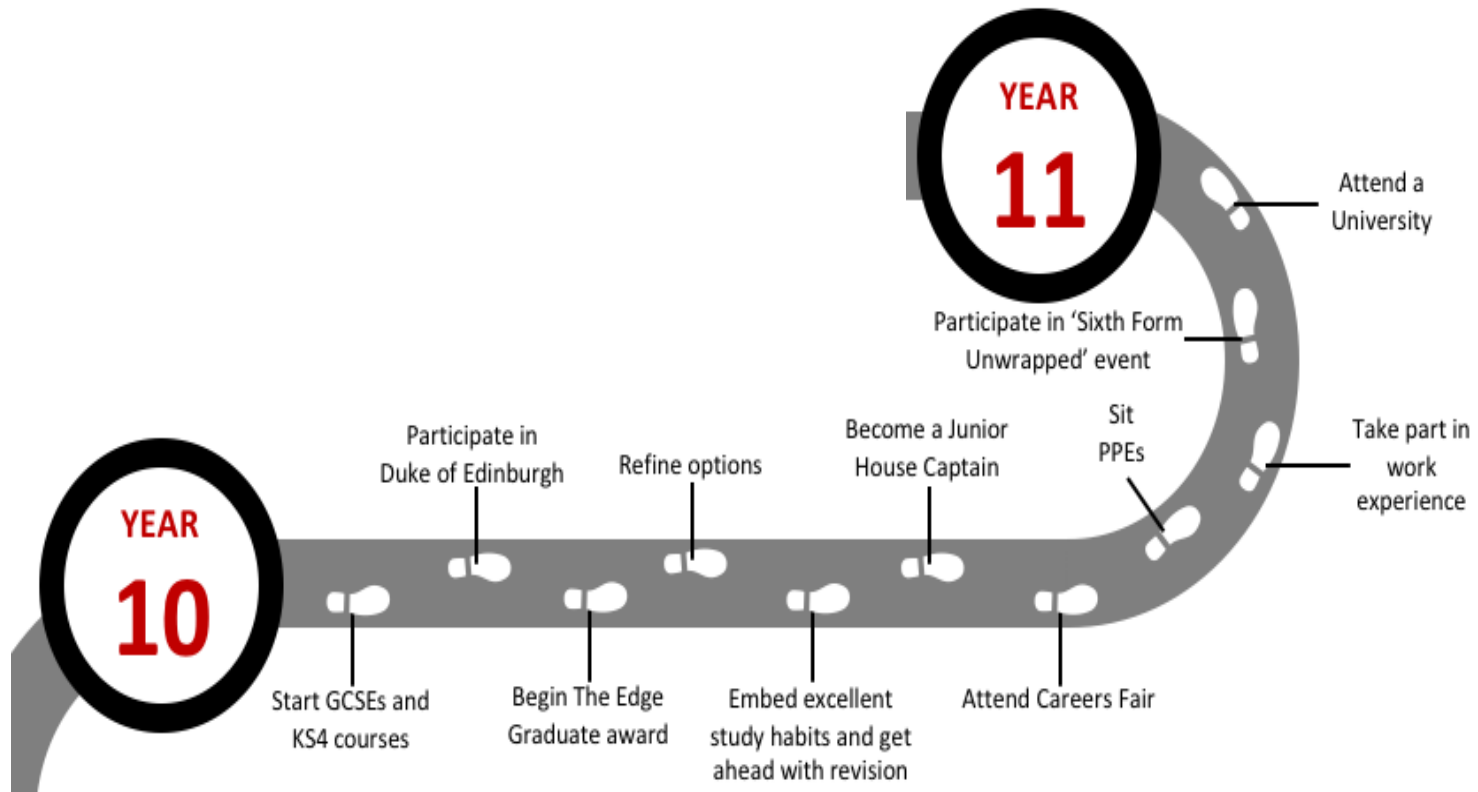 YEAR
10
Start GCSEs and
KS4 courses
Participate in
Duke of Edinburgh
Begin The Edge
Graduate award
Refine options
Embed excellent
study habits and get
ahead with revision
Become a Junior
House Captain
Attend Careers Fair
Sit
PPEs
Take part in
work
experience
Participate in ‘Sixth Form
Unwrapped’ event
Attend a
University
YEAR
11